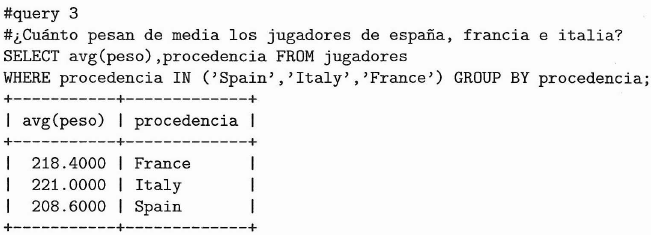 #query 3
#¿Cuánto pesan de media los jugadores de españa, francia e italia?
SELECT avg(peso),procedencia FROM jugadores
WHERE procedencia IN ('Spain','Italy','France') GROUP BY procedencia;
+-----------+-------------+
| avg(peso) | procedencia |
+-----------+-------------+
|  218.4000 | France      |
|  221.0000 | Italy       |
|  208.6000 | Spain       |
+-----------+-------------+